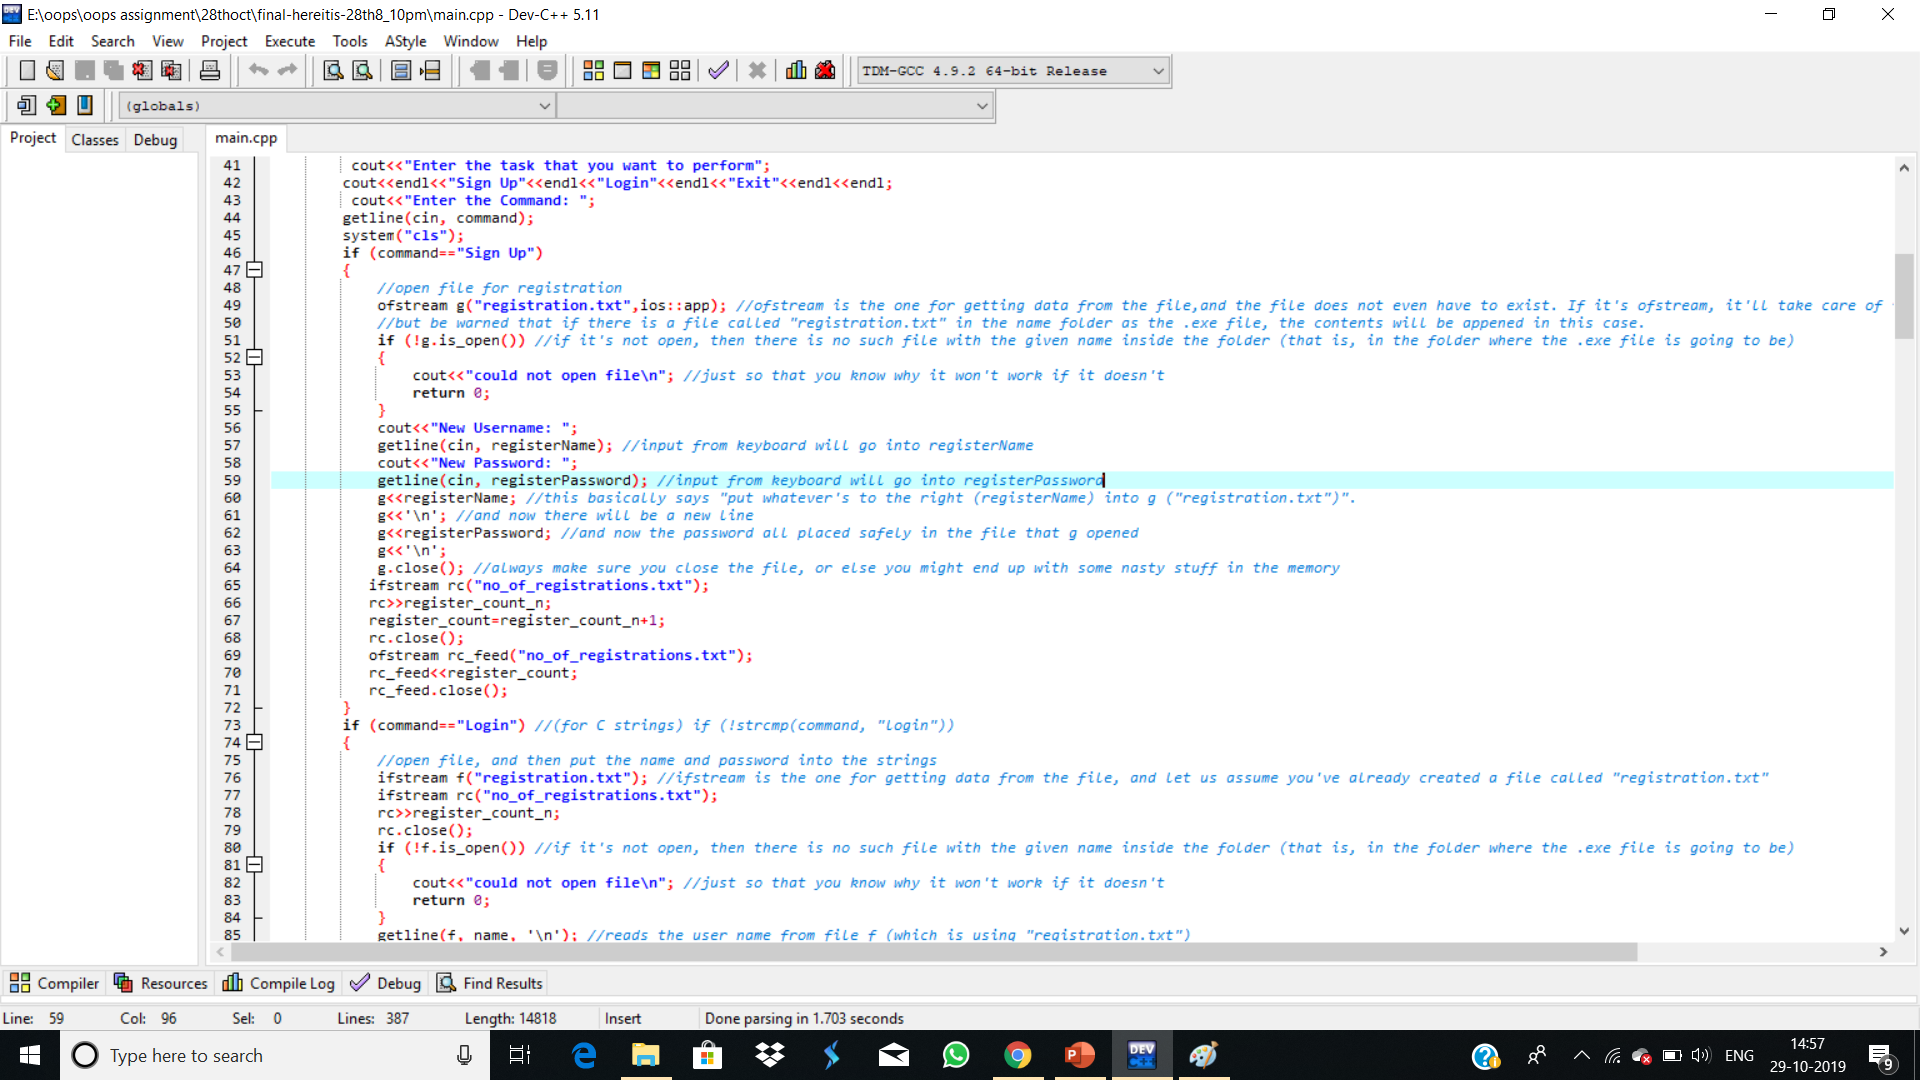 E:\oops\oops assignment\28thoct\final-hereitis-28th8_10pm\main.cpp - Dev-C++ 5.11
File Edit Search View Project Execute Tools AStyle Window Help
TDM-GCC 4.9.2 64-bit Release
(globals)
Project Classes Debug main.cpp
41 cout<<"Enter the task that you want to perform";
42 cout<<endl<<"Sign Up"<<endl<<"Login"<<endl<<"Exit"<<endl<<endl;
43 cout<<"Enter the Command: ";
44 getline(cin, command);
45 system("cls");
46 if (command=="Sign Up")
47 {
48 //open file for registration
49 ofstream g("registration.txt",ios::app); //ofstream is the one for getting data from the file,and the file does not even have to exist. If it's ofstream, it'll take care of
50 //but be warned that if there is a file called "registration.txt" in the name folder as the .exe file, the contents will be appened in this case.
51 if (!g.is_open()) //if it's not open, then there is no such file with the given name inside the folder (that is, in the folder where the .exe file is going to be)
52 {
53 cout<<"could not open file\n"; //just so that you know why it won't work if it doesn't
54 return 0;
55 }
56 cout<<"New Username: ";
57 getline(cin, registerName); //input from keyboard will go into registerName
58 cout<<"New Password: ";
59 getline(cin, registerPassword); //input from keyboard will go into registerPassword
60 g<<registerName; //this basically says "put whatever's to the right (registerName) into g ("registration.txt")".
61 g<<'\n'; //and now there will be a new line
62 g<<registerPassword; //and now the password all placed safely in the file that g opened
63 g<<'\n';
64 g.close(); //always make sure you close the file, or else you might end up with some nasty stuff in the memory
65 ifstream rc("no_of_registrations.txt");
66 rc>>register_count_n;
67 register_count=register_count_n+1;
68 rc.close();
69 ofstream rc_feed("no_of_registrations.txt");
70 rc_feed<<register_count;
71 rc_feed.close();
72 }
73 if (command=="Login") //(for C strings) if (!strcmp(command, "login"))
74 {
75 //open file, and then put the name and password into the strings
76 ifstream f("registration.txt"); //ifstream is the one for getting data from the file, and let us assume you've already created a file called "registration.txt"
77 ifstream rc("no_of_registrations.txt");
78 rc>>register_count_n;
79 rc.close();
80 if (!f.is_open()) //if it's not open, then there is no such file with the given name inside the folder (that is, in the folder where the .exe file is going to be)
81 {
82 cout<<"could not open file\n"; //just so that you know why it won't work if it doesn't
83 return 0;
84 }
85 getline(f, name, '\n'); //reads the user name from file f (which is using "registration.txt")
Compiler Resources Compile Log Debug Find Results
Line: 59 Col: 96 Sel: 0 Lines: 387 Length: 14818 Insert Done parsing in 1.703 seconds
Type here to search
DEV C++
ENG
14:57
29-10-2019
9